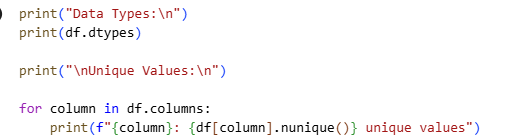 print("Data Types:\n")
print(df.dtypes)
print("\nUnique Values:\n")
for column in df.columns:
    print(f"{column}: {df[column].nunique()} unique values")